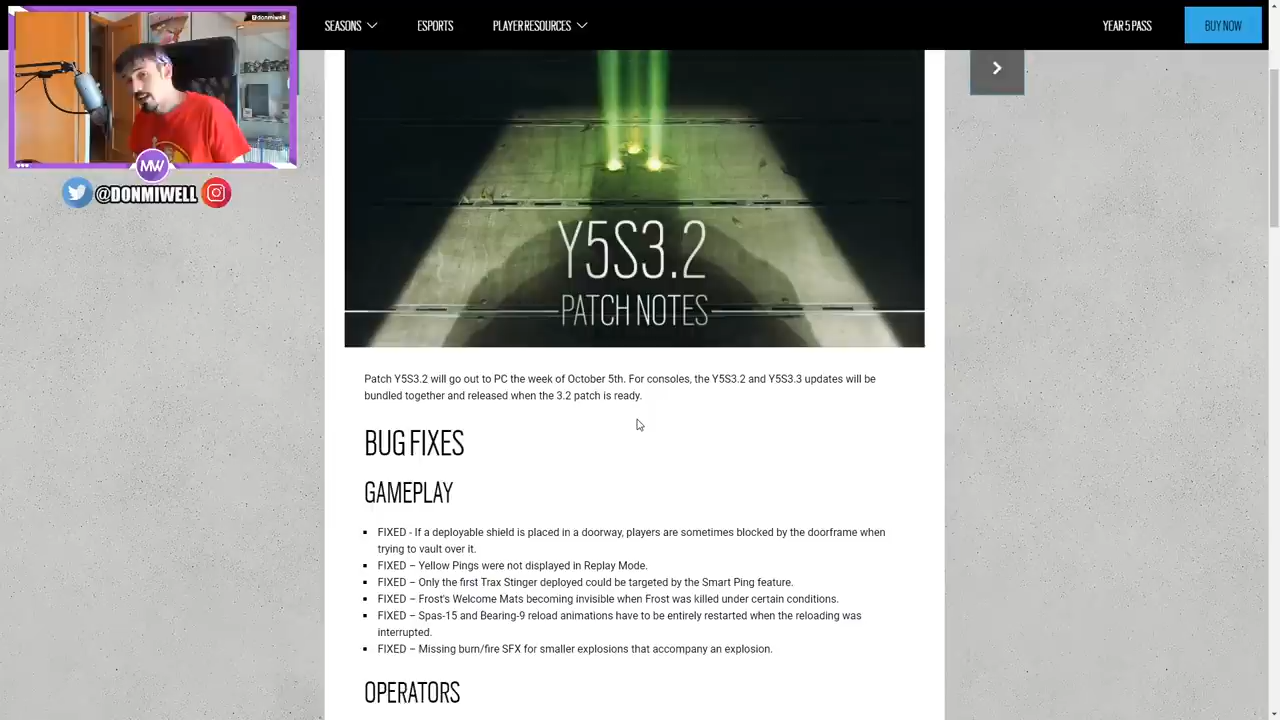 @donmiwell
SEASONS
ESPORTS
PLAYER RESOURCES
YEAR 5 PASS
BUY NOW
MW
@DONMIWELL
Y5S3.2
PATCH NOTES
Patch Y5S3.2 will go out to PC the week of October 5th. For consoles, the Y5S3.2 and Y5S3.3 updates will be
bundled together and released when the 3.2 patch is ready.
BUG FIXES
GAMEPLAY
FIXED - If a deployable shield is placed in a doorway, players are sometimes blocked by the doorframe when
trying to vault over it.
FIXED – Yellow Pings were not displayed in Replay Mode.
FIXED – Only the first Trax Stinger deployed could be targeted by the Smart Ping feature.
FIXED – Frost's Welcome Mats becoming invisible when Frost was killed under certain conditions.
FIXED – Spas-15 and Bearing-9 reload animations have to be entirely restarted when the reloading was
interrupted.
FIXED – Missing burn/fire SFX for smaller explosions that accompany an explosion.
OPERATORS